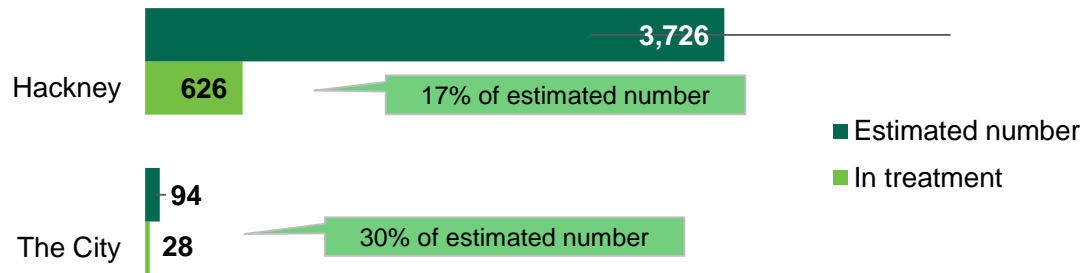 3,726
Hackney
626
17% of estimated number
Estimated number
In treatment
94
The City
28
30% of estimated number